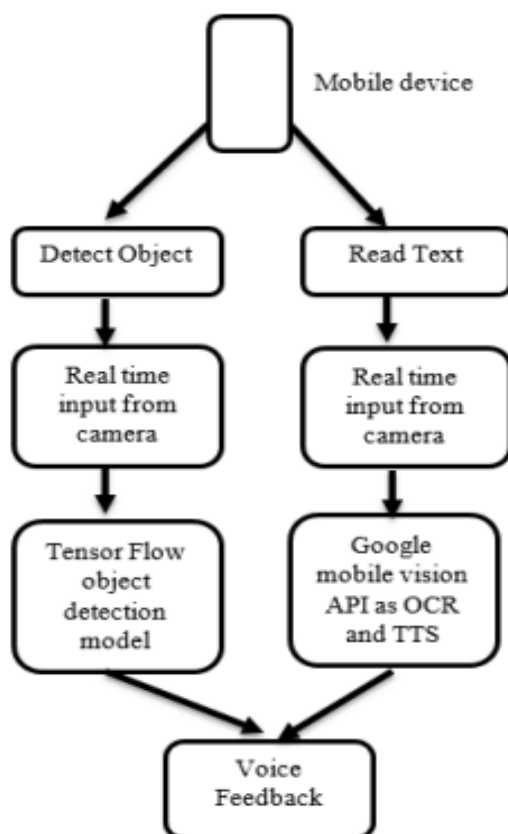 Mobile device
Detect Object
Read Text
Real time
input from
camera
Real time
input from
camera
Tensor Flow
object
detection
model
Google
mobile vision
API as OCR
and TTS
Voice
Feedback